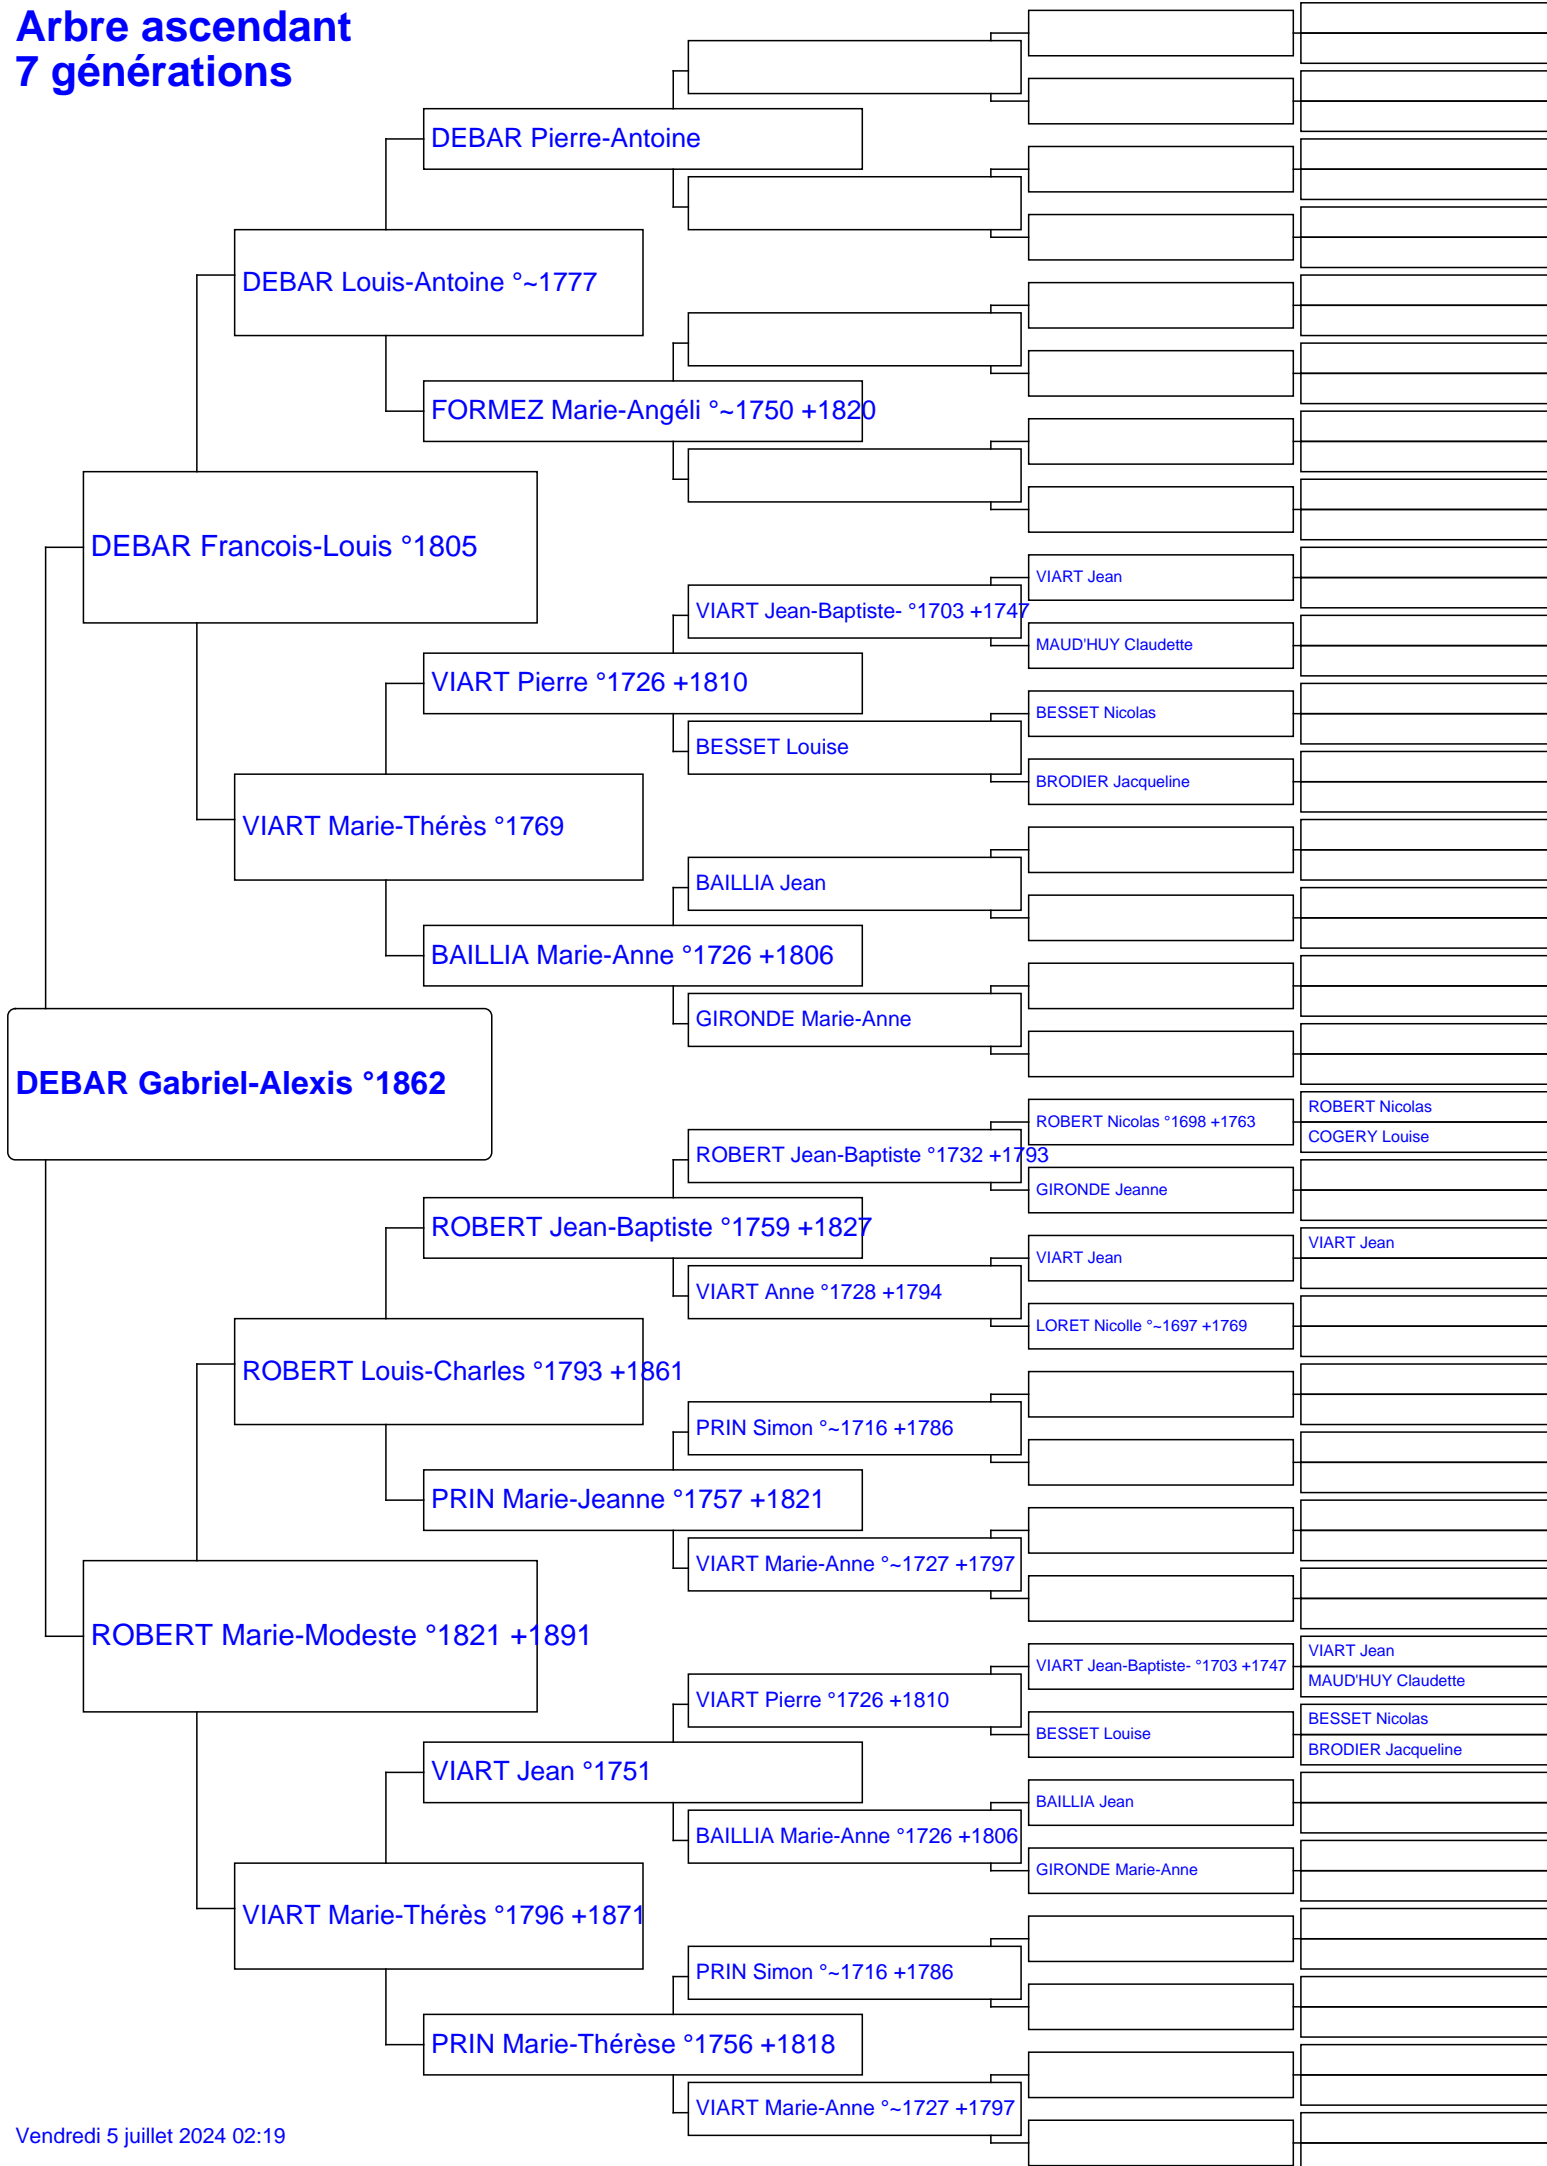 Arbre ascendant
7 générations
DEBAR Pierre-Antoine
DEBAR Louis-Antoine °~1777
FORMEZ Marie-Angéli °~1750 +1820
DEBAR Francois-Louis °1805
VIART Jean
VIART Jean-Baptiste- °1703 +1747
MAUD'HUY Claudette
VIART Pierre °1726 +1810
BESSET Nicolas
BESSET Louise
BRODIER Jacqueline
VIART Marie-Thérès °1769
BAILLIA Jean
BAILLIA Marie-Anne °1726 +1806
GIRONDE Marie-Anne
DEBAR Gabriel-Alexis °1862
ROBERT Nicolas
ROBERT Nicolas °1698 +1763
COGERY Louise
ROBERT Jean-Baptiste °1732 +1793
GIRONDE Jeanne
ROBERT Jean-Baptiste °1759 +1827
VIART Jean
VIART Jean
VIART Anne °1728 +1794
LORET Nicolle °~1697 +1769
ROBERT Louis-Charles °1793 +1861
PRIN Simon °~1716 +1786
PRIN Marie-Jeanne °1757 +1821
VIART Marie-Anne °~1727 +1797
ROBERT Marie-Modeste °1821 +1891
VIART Jean
VIART Jean-Baptiste- °1703 +1747
MAUD'HUY Claudette
VIART Pierre °1726 +1810
BESSET Nicolas
BESSET Louise
BRODIER Jacqueline
VIART Jean °1751
BAILLIA Jean
BAILLIA Marie-Anne °1726 +1806
GIRONDE Marie-Anne
VIART Marie-Thérès °1796 +1871
PRIN Simon °~1716 +1786
PRIN Marie-Thérèse °1756 +1818
VIART Marie-Anne °~1727 +1797
Vendredi 5 juillet 2024 02:19